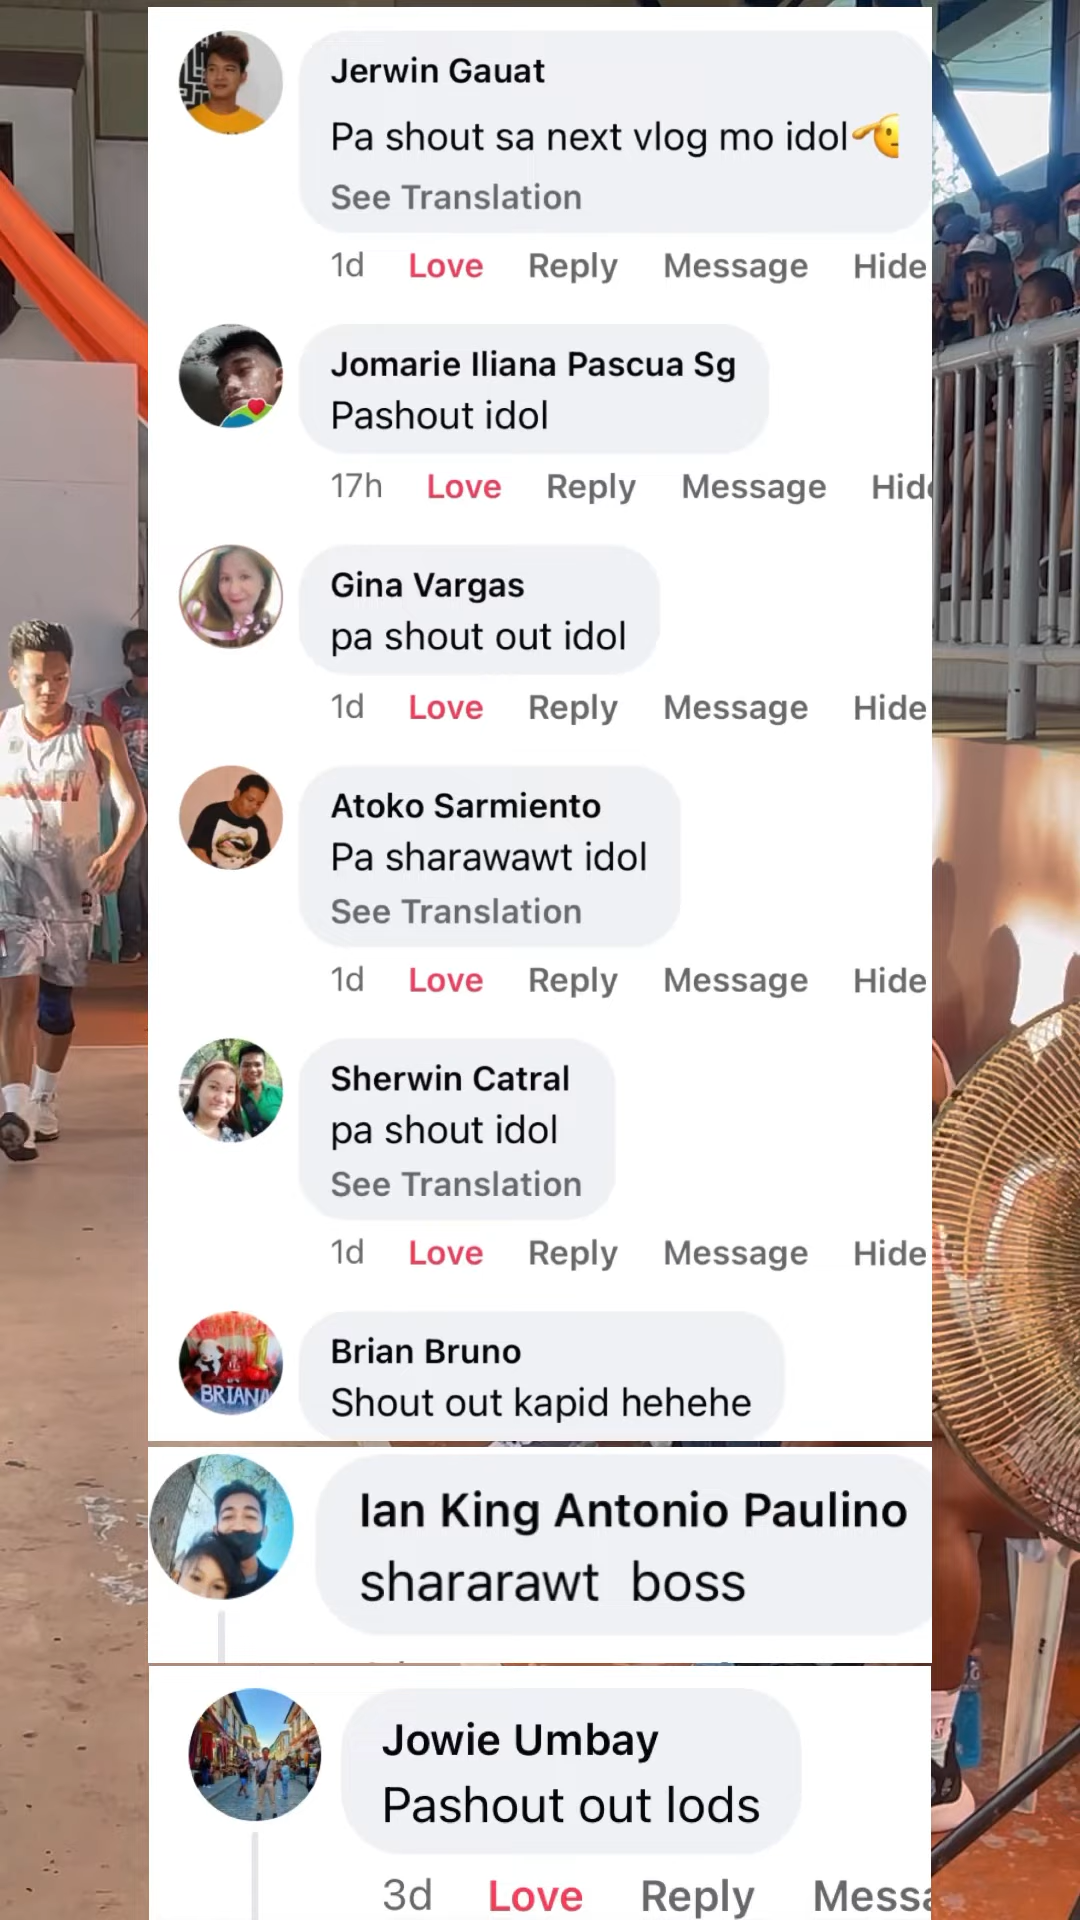 Jerwin Gauat
Pa shout sa next vlog mo idol🫡
See Translation
1d Love Reply Message Hide
Jomarie Iliana Pascua Sg
Pashout idol
17h Love Reply Message
Gina Vargas
pa shout out idol
1d Love Reply Message Hide
Atoko Sarmiento
Pa sharawawt idol
See Translation
1d Love Reply Message Hide
Sherwin Catral
pa shout idol
See Translation
1d Love Reply Message Hide
BRIANA
Brian Bruno
Shout out kapid hehehe
Ian King Antonio Paulino
shararawt boss
Jowie Umbay
Pashout out lods
3d Love Reply